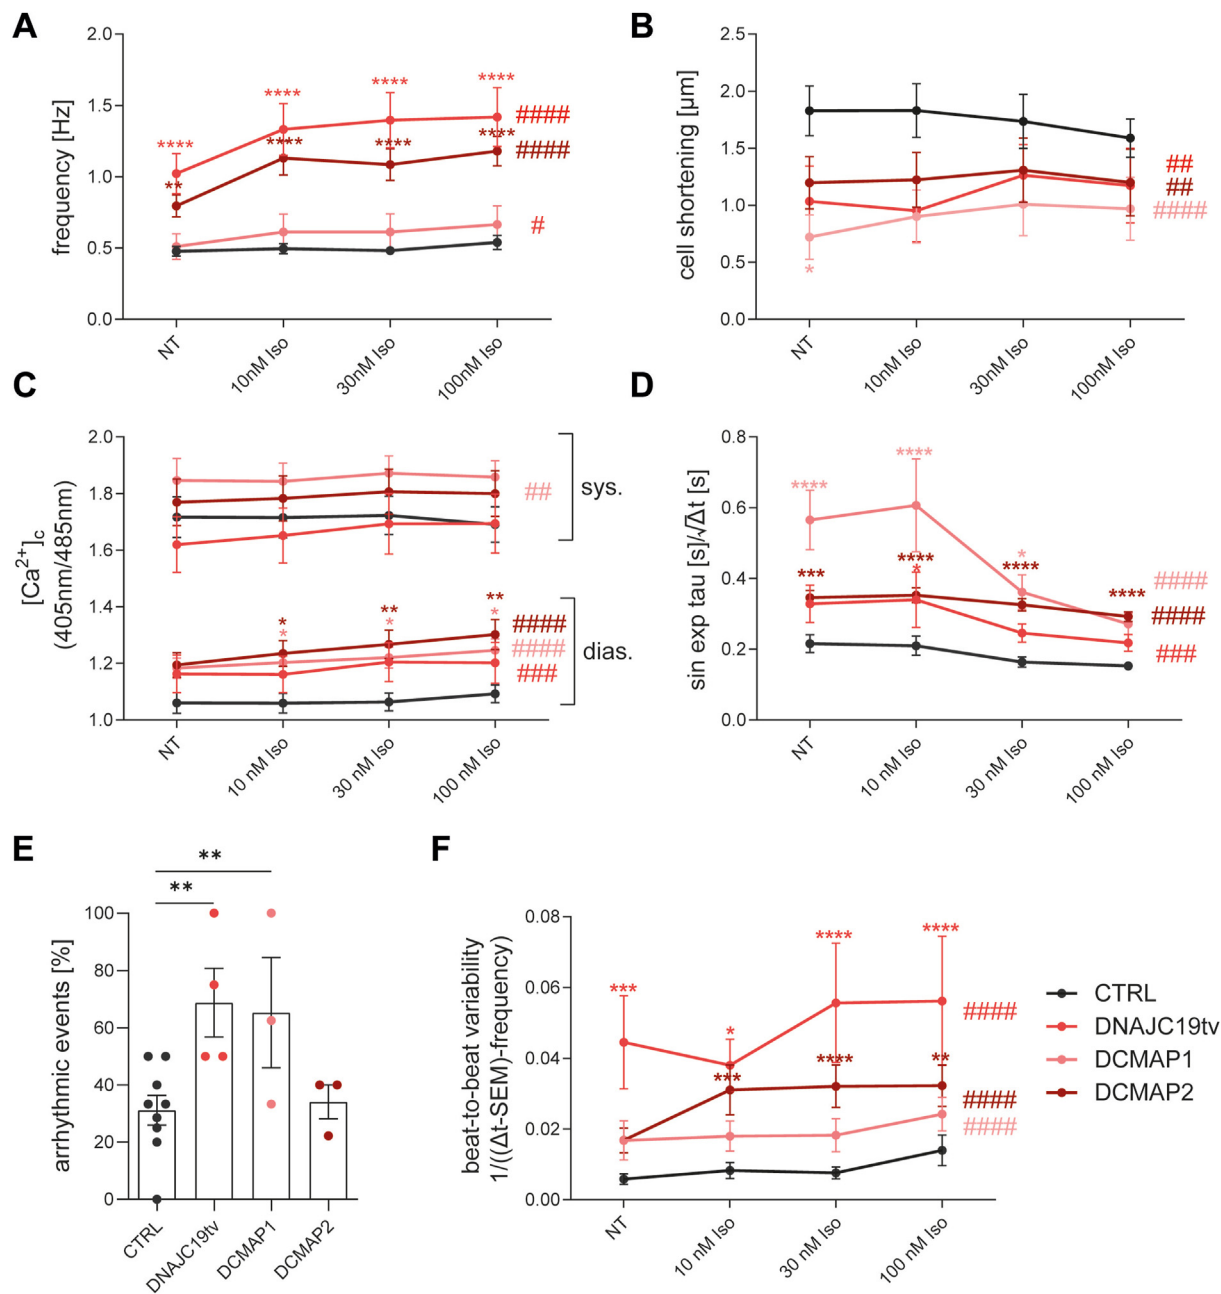 A
frequency [Hz]
2.0
1.5
1.0
0.5
0.0
****
****
****
****
**
****
****
****
####
####
#
NT
10nM Iso
30nM Iso
100nM Iso
B
cell shortening [µm]
2.5
2.0
1.5
1.0
0.5
0.0
*
##
##
####
NT
10nM Iso
30nM Iso
100nM Iso
C
[Ca2+]c
(405nm/485nm)
2.0
1.8
1.6
1.4
1.2
1.0
##
sys.
*
*
**
*
**
*
####
####
###
dias.
NT
10 nM Iso
30 nM Iso
100 nM Iso
D
sin exp tau [s]/√Δt [s]
0.8
0.6
0.4
0.2
0.0
****
****
***
****
*
*
****
****
####
####
###
NT
10 nM Iso
30 nM Iso
100 nM Iso
E
arrhythmic events [%]
**
**
100
80
60
40
20
0
CTRL
DNAJC19tv
DCMAP1
DCMAP2
F
beat-to-beat variability
1/((Δt-SEM)-frequency)
0.08
0.06
0.04
0.02
0.00
***
*
****
****
***
****
**
####
####
####
NT
10 nM Iso
30 nM Iso
100 nM Iso
CTRL
DNAJC19tv
DCMAP1
DCMAP2